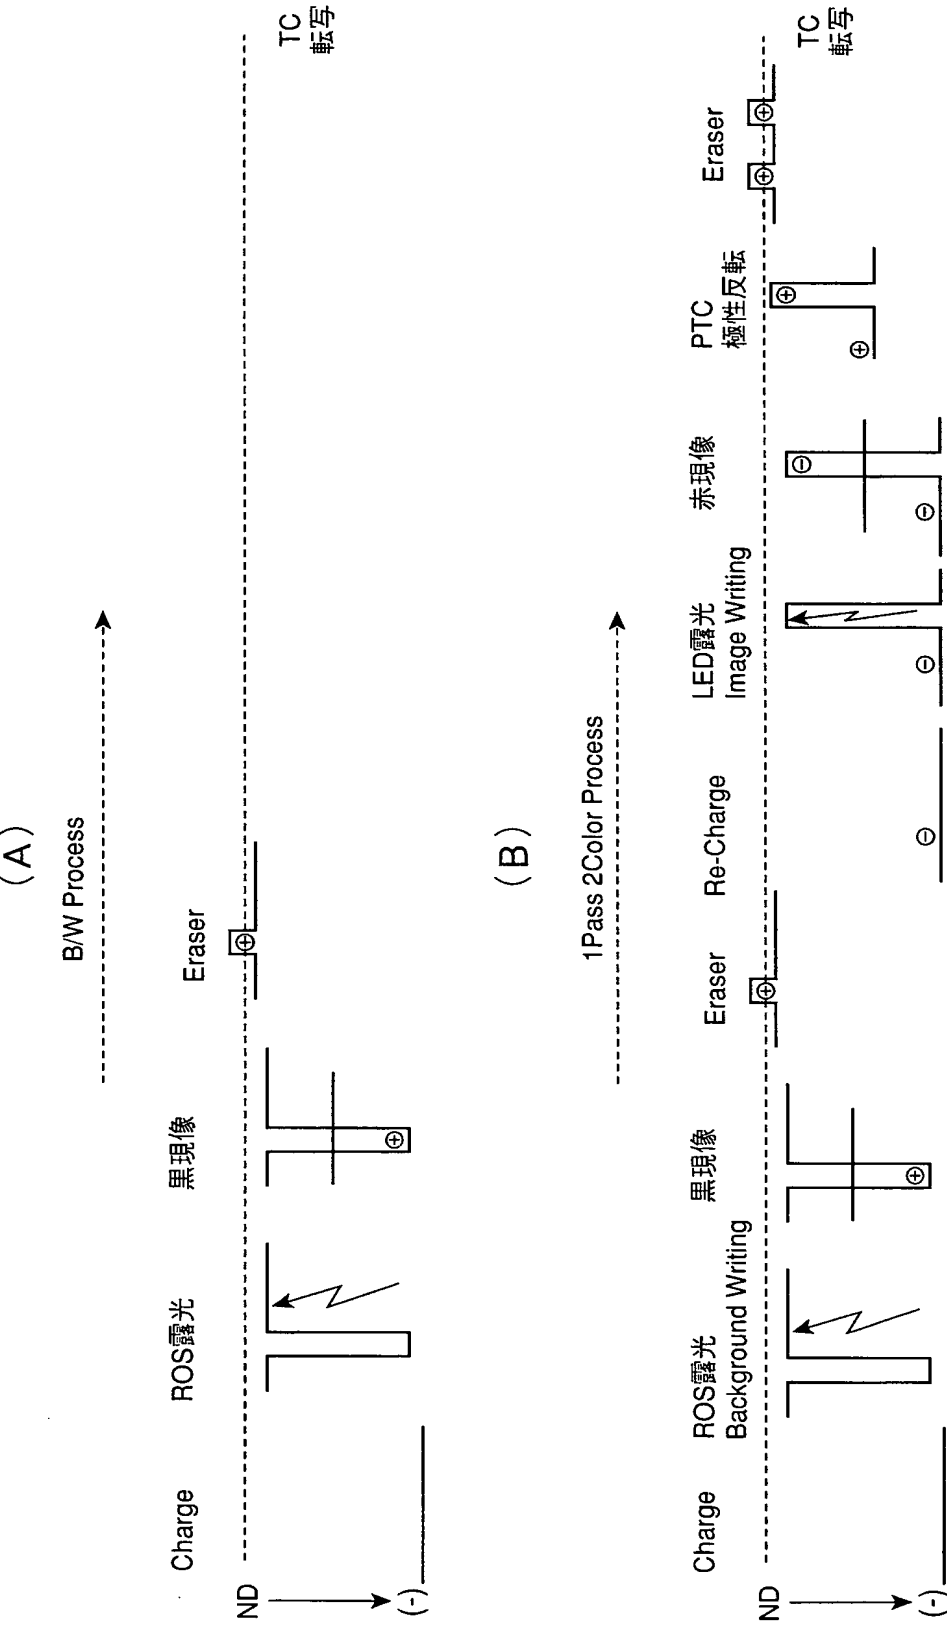 (A)
B/W Process
Charge
ROS露光
黒現像
Eraser
TC
転写
ND
(-)
⊕
⊕
(B)
1Pass 2Color Process
Charge
ROS露光
Background Writing
黒現像
Eraser
Re-Charge
LED露光
Image Writing
赤現像
PTC
極性反転
Eraser
TC
転写
ND
(-)
⊕
⊕
⊖
⊖
⊖
⊖
⊕
⊕
⊕
⊕